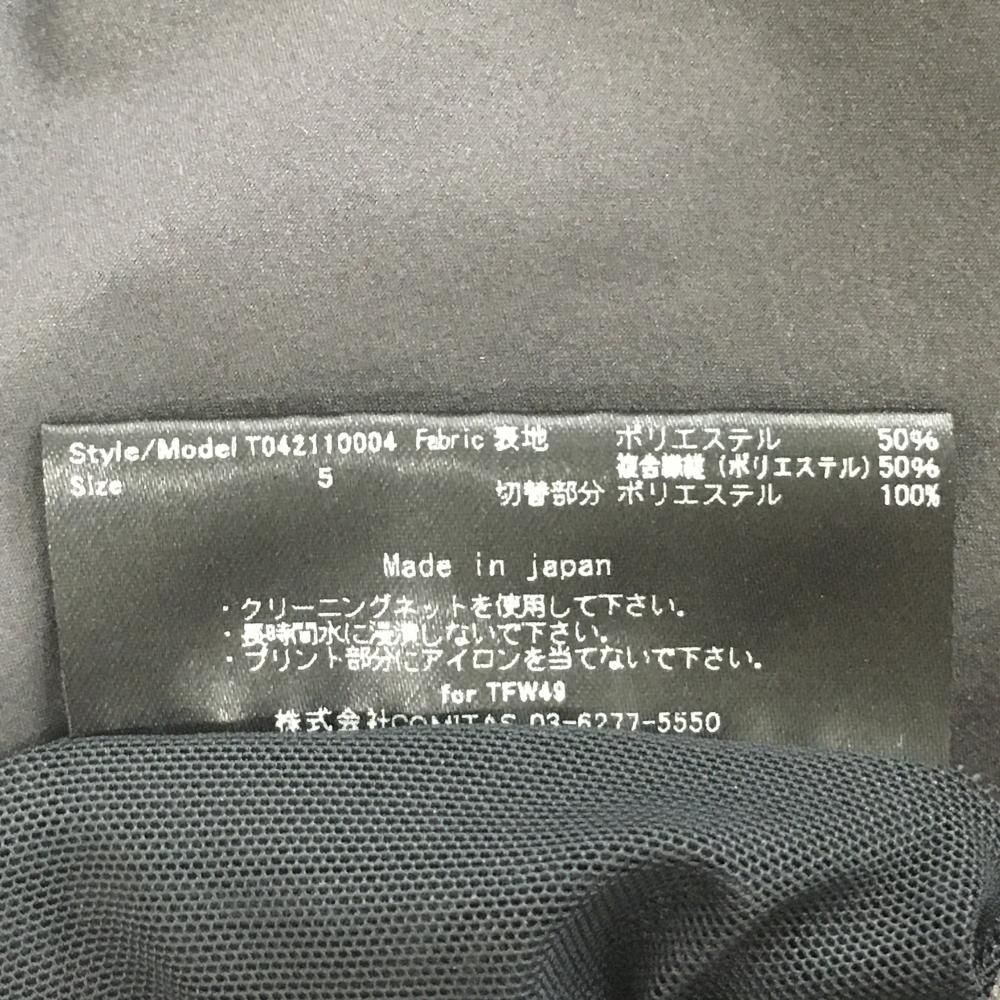 Style/Model T042110004 Fabric 表地 ポリエステル 50%
複合繊維（ポリエステル）50%
Size 5
切替部分 ポリエステル 100%
Made in japan
・クリーニングネットを使用して下さい。
・長時間水に浸漬しないで下さい。
・プリント部分にアイロンを当てないで下さい。
for TFW49
株式会社COMITAS 03-6277-5550